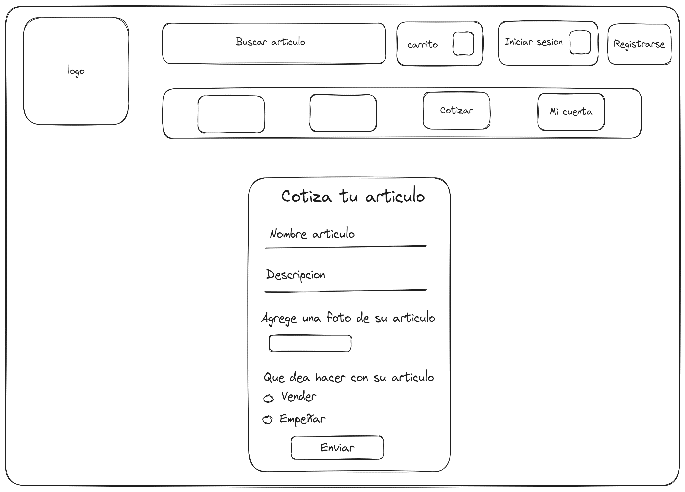 logo
Buscar articulo
carrito
Iniciar sesion
Registrarse
Cotizar
Mi cuenta
Cotiza tu articulo
Nombre articulo
Descripcion
Agrege una foto de su articulo
Que dea hacer con su articulo
Vender
Empeñar
Enviar